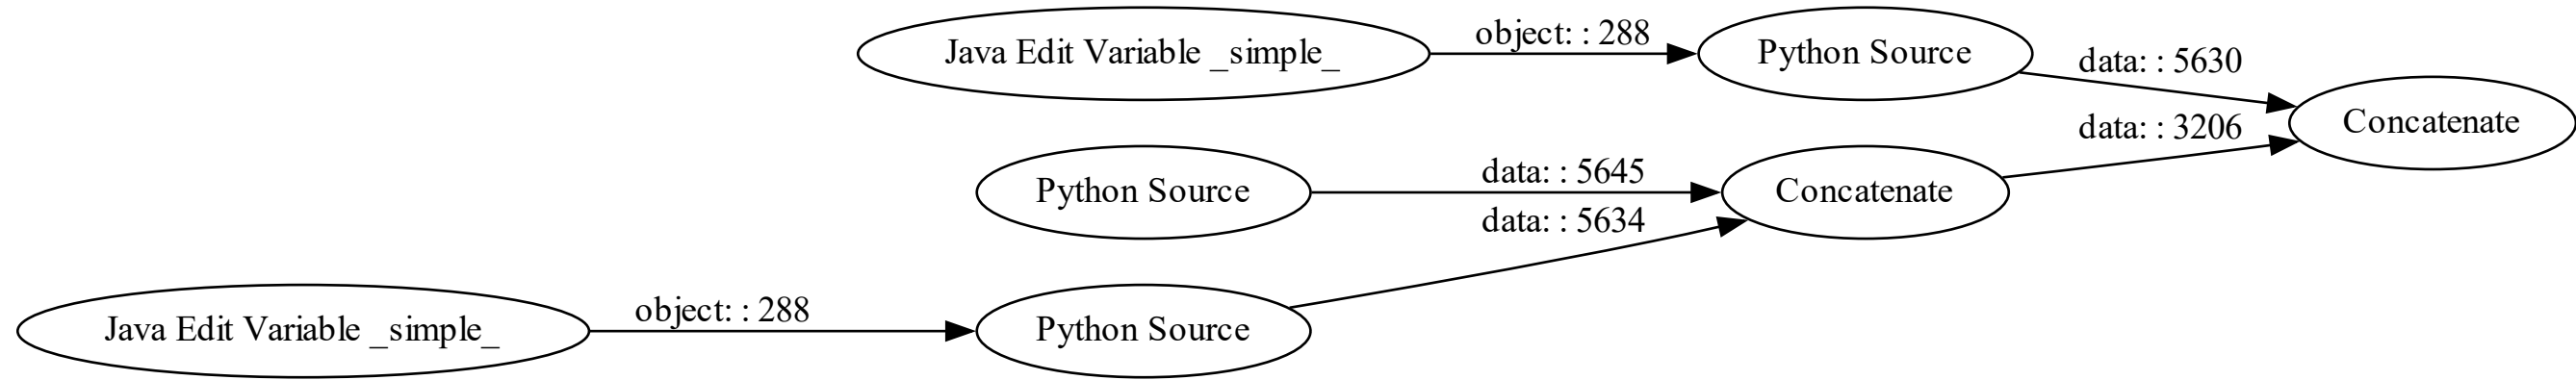 Java Edit Variable _simple_
object: : 288
Python Source
data: : 5630
Concatenate
data: : 3206
Python Source
data: : 5645
Concatenate
data: : 5634
Java Edit Variable _simple_
object: : 288
Python Source